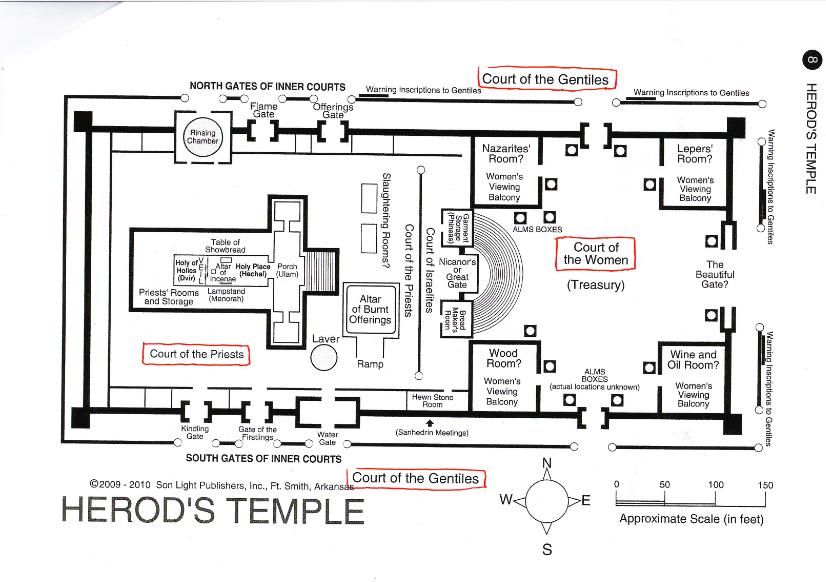 8
HEROD'S TEMPLE
Court of the Gentiles
NORTH GATES OF INNER COURTS
Warning Inscriptions to Gentiles
Warning Inscriptions to Gentiles
Flame
Gate
Offerings
Gate
Rinsing
Chamber
Nazarites'
Room?
Women's
Viewing
Balcony
Lepers'
Room?
Women's
Viewing
Balcony
Warning Inscriptions to Gentiles
Slaughtering Rooms?
Court of the Priests
Court of Israelites
Garment
Storage
(Phineas)
ALMS BOXES
Court of
the Women
(Treasury)
Nicanor's
or
Great
Gate
Bread
Maker's
Room
The
Beautiful
Gate?
Table of
Showbread
Holy of
Holies
(Dvir)
VEIL
Altar
of
Incense
Holy Place
(Hechal)
Porch
(Ulam)
Priests' Rooms
and Storage
Lampstand
(Menorah)
Altar
of Burnt
Offerings
Laver
Ramp
Court of the Priests
Wood
Room?
Women's
Viewing
Balcony
ALMS
BOXES
(actual locations unknown)
Wine and
Oil Room?
Women's
Viewing
Balcony
Warning Inscriptions to Gentiles
Hewn Stone
Room
(Sanhedrin Meetings)
Kindling
Gate
Gate of the
Firstlings
Water
Gate
SOUTH GATES OF INNER COURTS
Court of the Gentiles
©2009 - 2010 Son Light Publishers, Inc., Ft. Smith, Arkansas
HEROD'S TEMPLE
N
W
E
S
0 50 100 150
Approximate Scale (in feet)